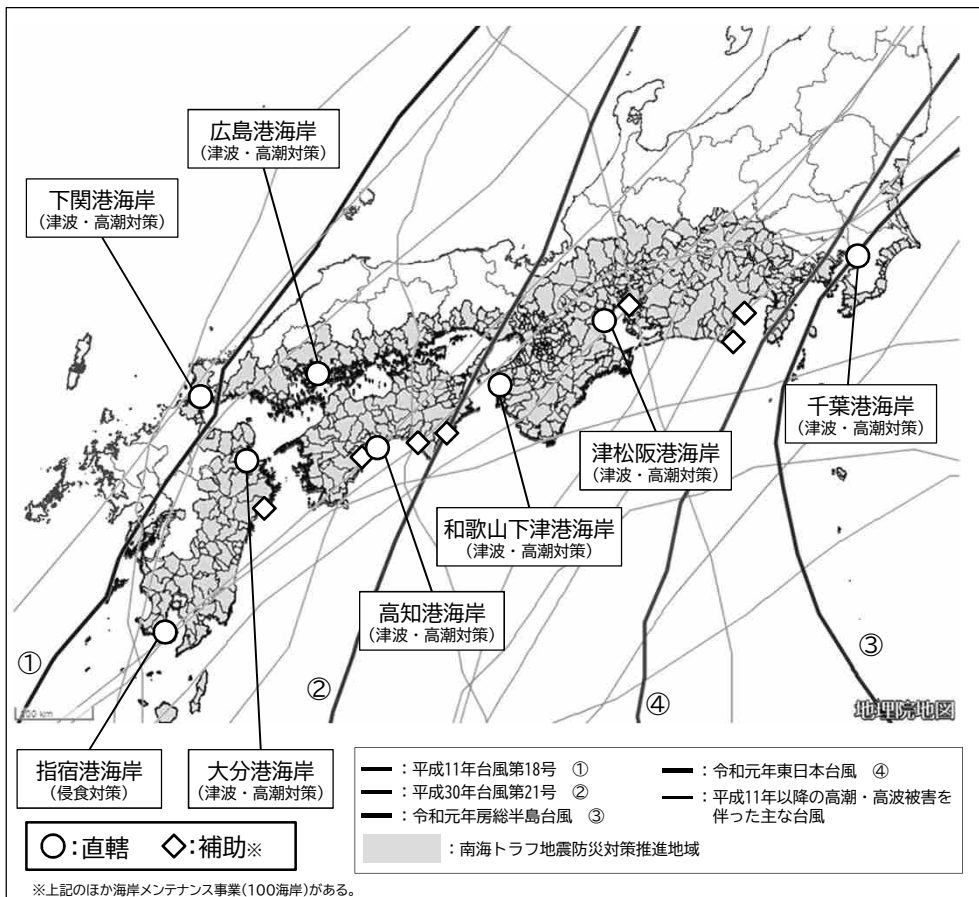 広島港海岸
（津波・高潮対策）
下関港海岸
（津波・高潮対策）
千葉港海岸
（津波・高潮対策）
津松阪港海岸
（津波・高潮対策）
和歌山下津港海岸
（津波・高潮対策）
高知港海岸
（津波・高潮対策）
①
②
④
③
100 km
地理院地図
指宿港海岸
（侵食対策）
大分港海岸
（津波・高潮対策）
：平成11年台風第18号 ①
：平成30年台風第21号 ②
：令和元年房総半島台風 ③
：令和元年東日本台風 ④
：平成11年以降の高潮・高波被害を
伴った主な台風
：南海トラフ地震防災対策推進地域
○:直轄 ◇:補助※
※上記のほか海岸メンテナンス事業(100海岸)がある。